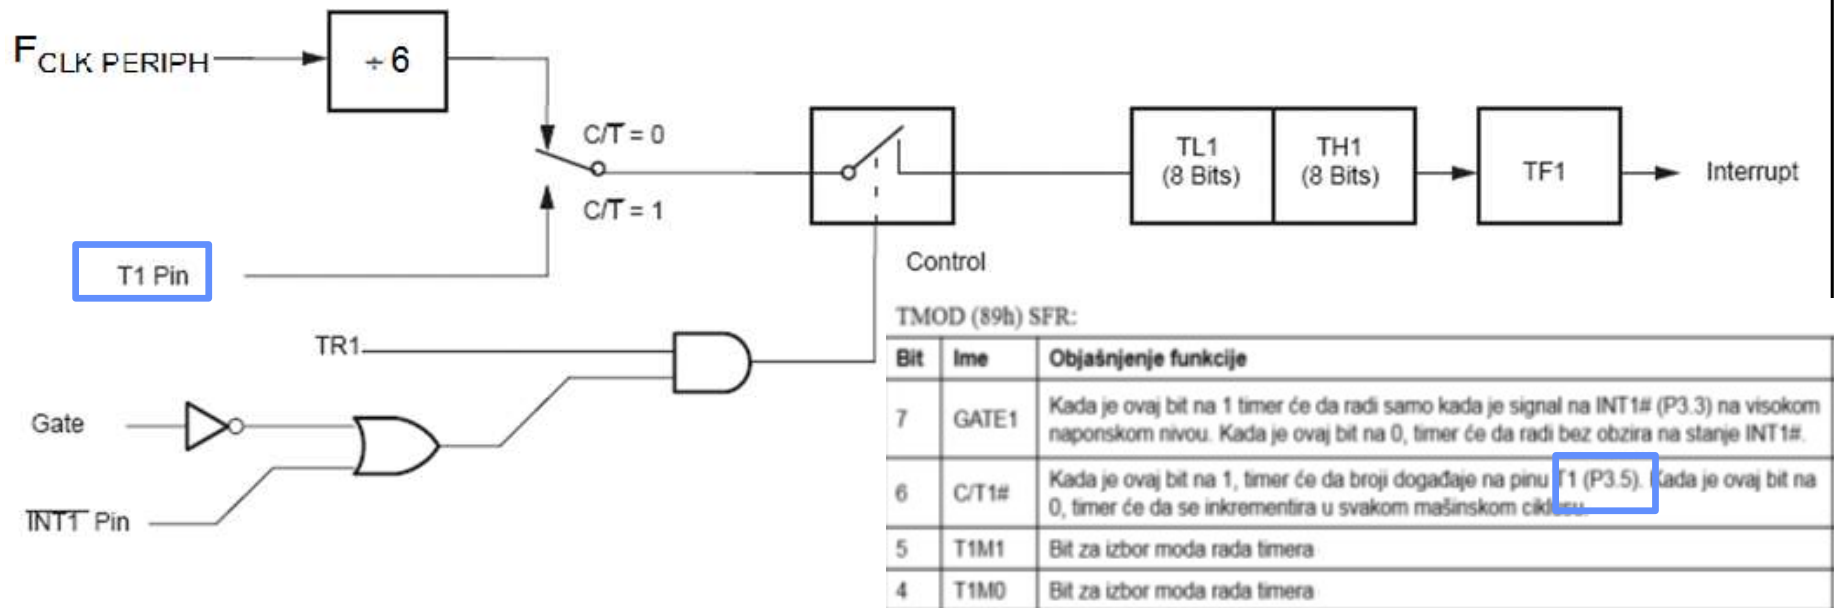 F CLK PERIPH
÷ 6
C/T̅ = 0
C/T̅ = 1
T1 Pin
Control
TL1
(8 Bits)
TH1
(8 Bits)
TF1
Interrupt
TR1
Gate
I̅N̅T̅1̅ Pin
TMOD (89h) SFR:
Bit Ime Objašnjenje funkcije
7 GATE1 Kada je ovaj bit na 1 timer će da radi samo kada je signal na INT1# (P3.3) na visokom
naponskom nivou. Kada je ovaj bit na 0, timer će da radi bez obzira na stanje INT1#.
6 C/T1# Kada je ovaj bit na 1, timer će da broji događaje na pinu T1 (P3.5). Kada je ovaj bit na
0, timer će da se inkrementira u svakom mašinskom ciklusu.
5 T1M1 Bit za izbor moda rada timera
4 T1M0 Bit za izbor moda rada timera